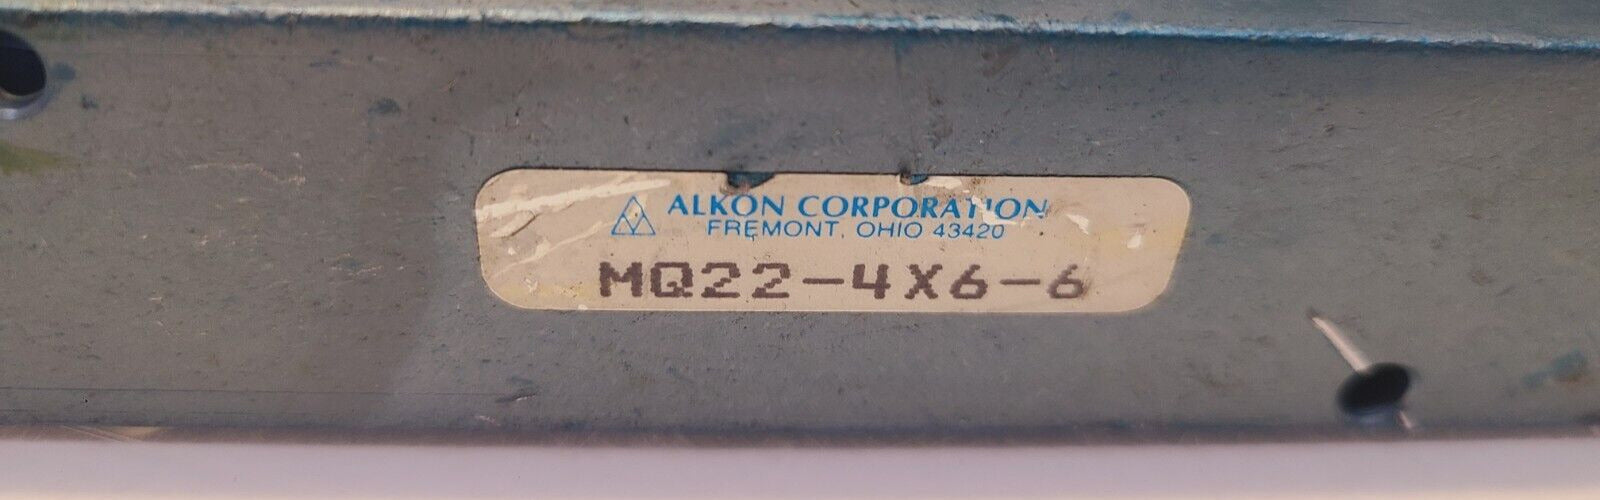 ALKON CORPORATION
FREMONT, OHIO 43420
MQ22-4X6-6